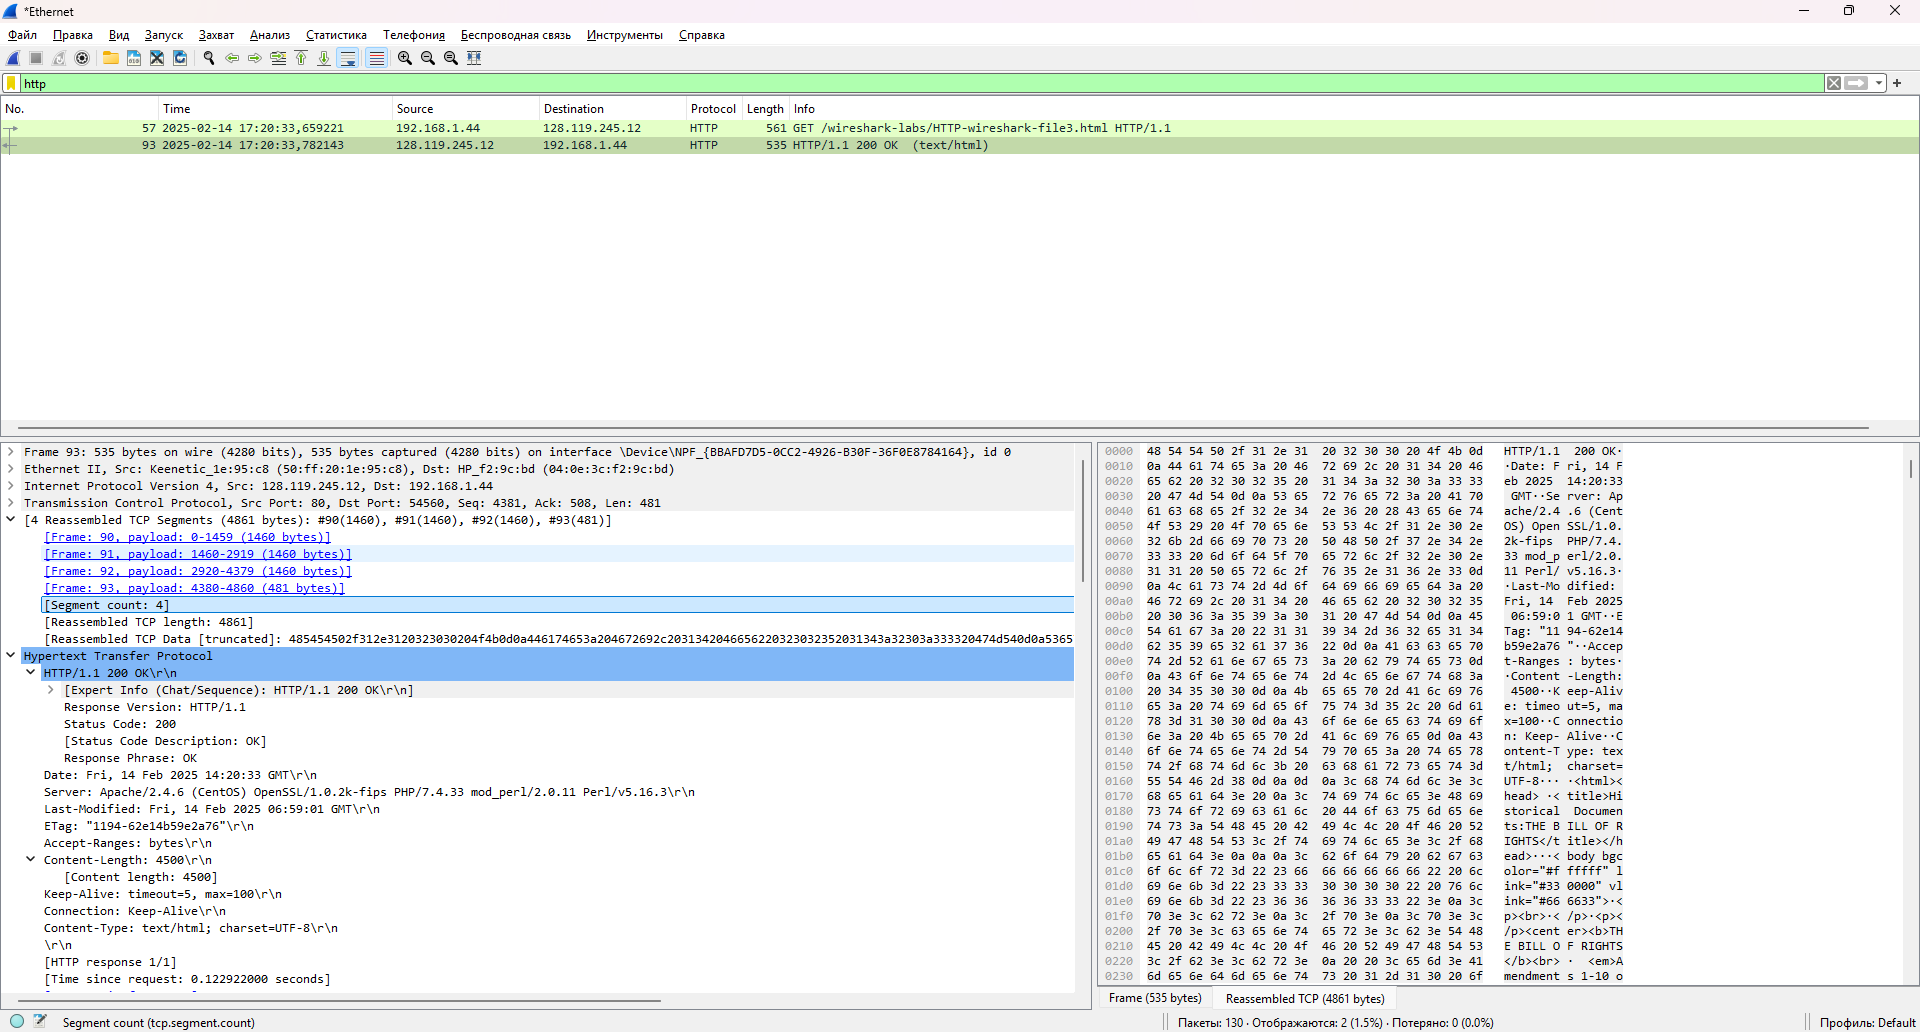 *Ethernet
Файл Правка Вид Запуск Захват Анализ Статистика Телефония Беспроводная связь Инструменты Справка
http
No. Time Source Destination Protocol Length Info
57 2025-02-14 17:20:33,659221 192.168.1.44 128.119.245.12 HTTP 561 GET /wireshark-labs/HTTP-wireshark-file3.html HTTP/1.1
93 2025-02-14 17:20:33,782143 128.119.245.12 192.168.1.44 HTTP 535 HTTP/1.1 200 OK (text/html)
Frame 93: 535 bytes on wire (4280 bits), 535 bytes captured (4280 bits) on interface \Device\NPF_{BBAFD7D5-0CC2-4926-B30F-36F0E8784164}, id 0
Ethernet II, Src: Keenetic_1e:95:c8 (50:ff:20:1e:95:c8), Dst: HP_f2:9c:bd (04:0e:3c:f2:9c:bd)
Internet Protocol Version 4, Src: 128.119.245.12, Dst: 192.168.1.44
Transmission Control Protocol, Src Port: 80, Dst Port: 54560, Seq: 4381, Ack: 508, Len: 481
[4 Reassembled TCP Segments (4861 bytes): #90(1460), #91(1460), #92(1460), #93(481)]
[Frame: 90, payload: 0-1459 (1460 bytes)]
[Frame: 91, payload: 1460-2919 (1460 bytes)]
[Frame: 92, payload: 2920-4379 (1460 bytes)]
[Frame: 93, payload: 4380-4860 (481 bytes)]
[Segment count: 4]
[Reassembled TCP length: 4861]
[Reassembled TCP Data [truncated]: 485454502f312e3120323030204f4b0d0a446174653a204672692c2031342046656220323032352031343a32303a333320474d540d0a5365
Hypertext Transfer Protocol
HTTP/1.1 200 OK\r\n
[Expert Info (Chat/Sequence): HTTP/1.1 200 OK\r\n]
Response Version: HTTP/1.1
Status Code: 200
[Status Code Description: OK]
Response Phrase: OK
Date: Fri, 14 Feb 2025 14:20:33 GMT\r\n
Server: Apache/2.4.6 (CentOS) OpenSSL/1.0.2k-fips PHP/7.4.33 mod_perl/2.0.11 Perl/v5.16.3\r\n
Last-Modified: Fri, 14 Feb 2025 06:59:01 GMT\r\n
ETag: "1194-62e14b59e2a76"\r\n
Accept-Ranges: bytes\r\n
Content-Length: 4500\r\n
[Content length: 4500]
Keep-Alive: timeout=5, max=100\r\n
Connection: Keep-Alive\r\n
Content-Type: text/html; charset=UTF-8\r\n
\r\n
[HTTP response 1/1]
[Time since request: 0.122922000 seconds]
0000 48 54 54 50 2f 31 2e 31 20 32 30 30 20 4f 4b 0d HTTP/1.1 200 OK·
0010 0a 44 61 74 65 3a 20 46 72 69 2c 20 31 34 20 46 ·Date: F ri, 14 F
0020 65 62 20 32 30 32 35 20 31 34 3a 32 30 3a 33 33 eb 2025 14:20:33
0030 20 47 4d 54 0d 0a 53 65 72 76 65 72 3a 20 41 70 GMT··Se rver: Ap
0040 61 63 68 65 2f 32 2e 34 2e 36 20 28 43 65 6e 74 ache/2.4 .6 (Cent
0050 4f 53 29 20 4f 70 65 6e 53 53 4c 2f 31 2e 30 2e OS) Open SSL/1.0.
0060 32 6b 2d 66 69 70 73 20 50 48 50 2f 37 2e 34 2e 2k-fips PHP/7.4.
0070 33 33 20 6d 6f 64 5f 70 65 72 6c 2f 32 2e 30 2e 33 mod_p erl/2.0.
0080 31 31 20 50 65 72 6c 2f 76 35 2e 31 36 2e 33 0d 11 Perl/ v5.16.3·
0090 0a 4c 61 73 74 2d 4d 6f 64 69 66 69 65 64 3a 20 ·Last-Mo dified:
00a0 46 72 69 2c 20 31 34 20 46 65 62 20 32 30 32 35 Fri, 14 Feb 2025
00b0 20 30 36 3a 35 39 3a 30 31 20 47 4d 54 0d 0a 45 06:59:0 1 GMT··E
00c0 54 61 67 3a 20 22 31 31 39 34 2d 36 32 65 31 34 Tag: "11 94-62e14
00d0 62 35 39 65 32 61 37 36 22 0d 0a 41 63 63 65 70 b59e2a76 "··Accep
00e0 74 2d 52 61 6e 67 65 73 3a 20 62 79 74 65 73 0d t-Ranges : bytes·
00f0 0a 43 6f 6e 74 65 6e 74 2d 4c 65 6e 67 74 68 3a ·Content -Length:
0100 20 34 35 30 30 0d 0a 4b 65 65 70 2d 41 6c 69 76 4500··K eep-Aliv
0110 65 3a 20 74 69 6d 65 6f 75 74 3d 35 2c 20 6d 61 e: timeo ut=5, ma
0120 78 3d 31 30 30 0d 0a 43 6f 6e 6e 65 63 74 69 6f x=100··C onnectio
0130 6e 3a 20 4b 65 65 70 2d 41 6c 69 76 65 0d 0a 43 n: Keep- Alive··C
0140 6f 6e 74 65 6e 74 2d 54 79 70 65 3a 20 74 65 78 ontent-T ype: tex
0150 74 2f 68 74 6d 6c 3b 20 63 68 61 72 73 65 74 3d t/html; charset=
0160 55 54 46 2d 38 0d 0a 0d 0a 3c 68 74 6d 6c 3e 3c UTF-8··· ·<html><
0170 68 65 61 64 3e 20 0a 3c 74 69 74 6c 65 3e 48 69 head> ·< title>Hi
0180 73 74 6f 72 69 63 61 6c 20 44 6f 63 75 6d 65 6e storical Documen
0190 74 73 3a 54 48 45 20 42 49 4c 4c 20 4f 46 20 52 ts:THE B ILL OF R
01a0 49 47 48 54 53 3c 2f 74 69 74 6c 65 3e 3c 2f 68 IGHTS</t itle></h
01b0 65 61 64 3e 0a 0a 0a 3c 62 6f 64 79 20 62 67 63 ead>···< body bgc
01c0 6f 6c 6f 72 3d 22 23 66 66 66 66 66 66 22 20 6c olor="#f fffff" l
01d0 69 6e 6b 3d 22 23 33 33 30 30 30 30 22 20 76 6c ink="#33 0000" vl
01e0 69 6e 6b 3d 22 23 36 36 36 36 33 33 22 3e 0a 3c ink="#66 6633">·<
01f0 70 3e 3c 62 72 3e 0a 3c 2f 70 3e 0a 3c 70 3e 3c p><br>·< /p>·<p><
0200 2f 70 3e 3c 63 65 6e 74 65 72 3e 3c 62 3e 54 48 /p><cent er><b>TH
0210 45 20 42 49 4c 4c 20 4f 46 20 52 49 47 48 54 53 E BILL O F RIGHTS
0220 3c 2f 62 3e 3c 62 72 3e 0a 20 20 3c 65 6d 3e 41 </b><br> · <em>A
0230 6d 65 6e 64 6d 65 6e 74 73 20 31 2d 31 30 20 6f mendment s 1-10 o
Frame (535 bytes) Reassembled TCP (4861 bytes)
Segment count (tcp.segment.count) Пакеты: 130 · Отображаются: 2 (1.5%) · Потеряно: 0 (0.0%) Профиль: Default